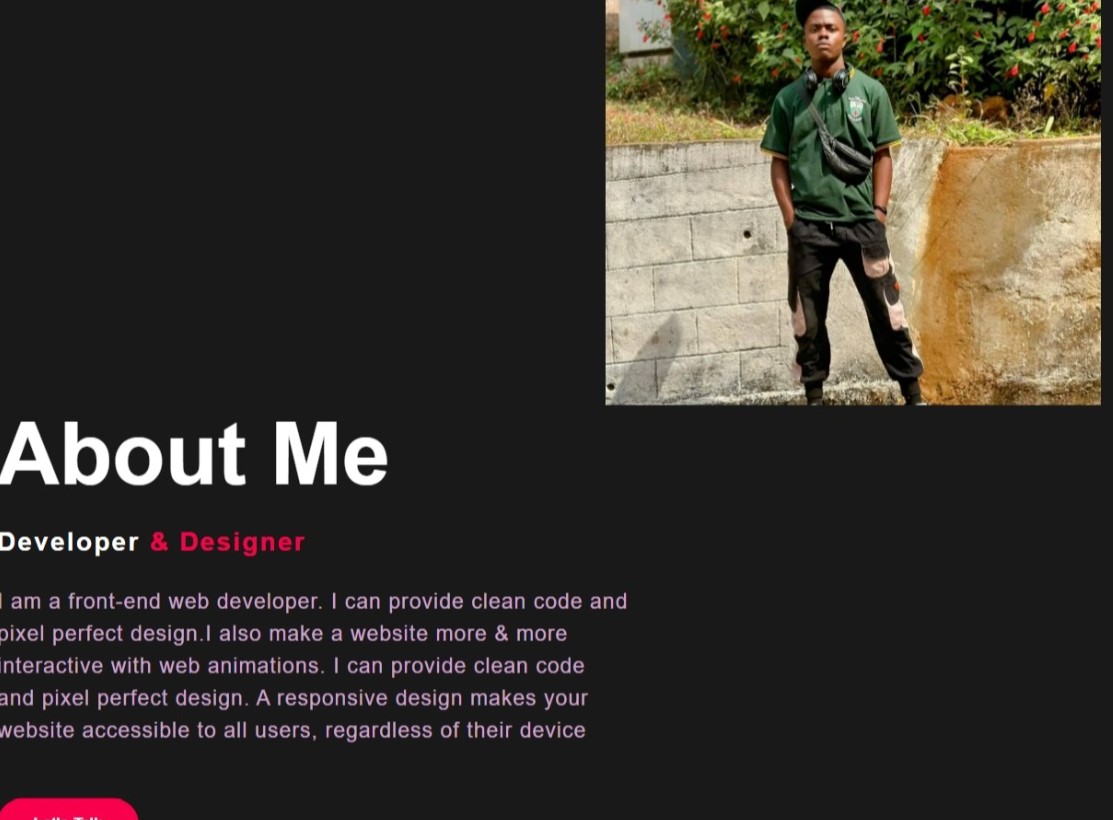 About Me
Developer & Designer
I am a front-end web developer. I can provide clean code and
pixel perfect design.I also make a website more & more
interactive with web animations. I can provide clean code
and pixel perfect design. A responsive design makes your
website accessible to all users, regardless of their device